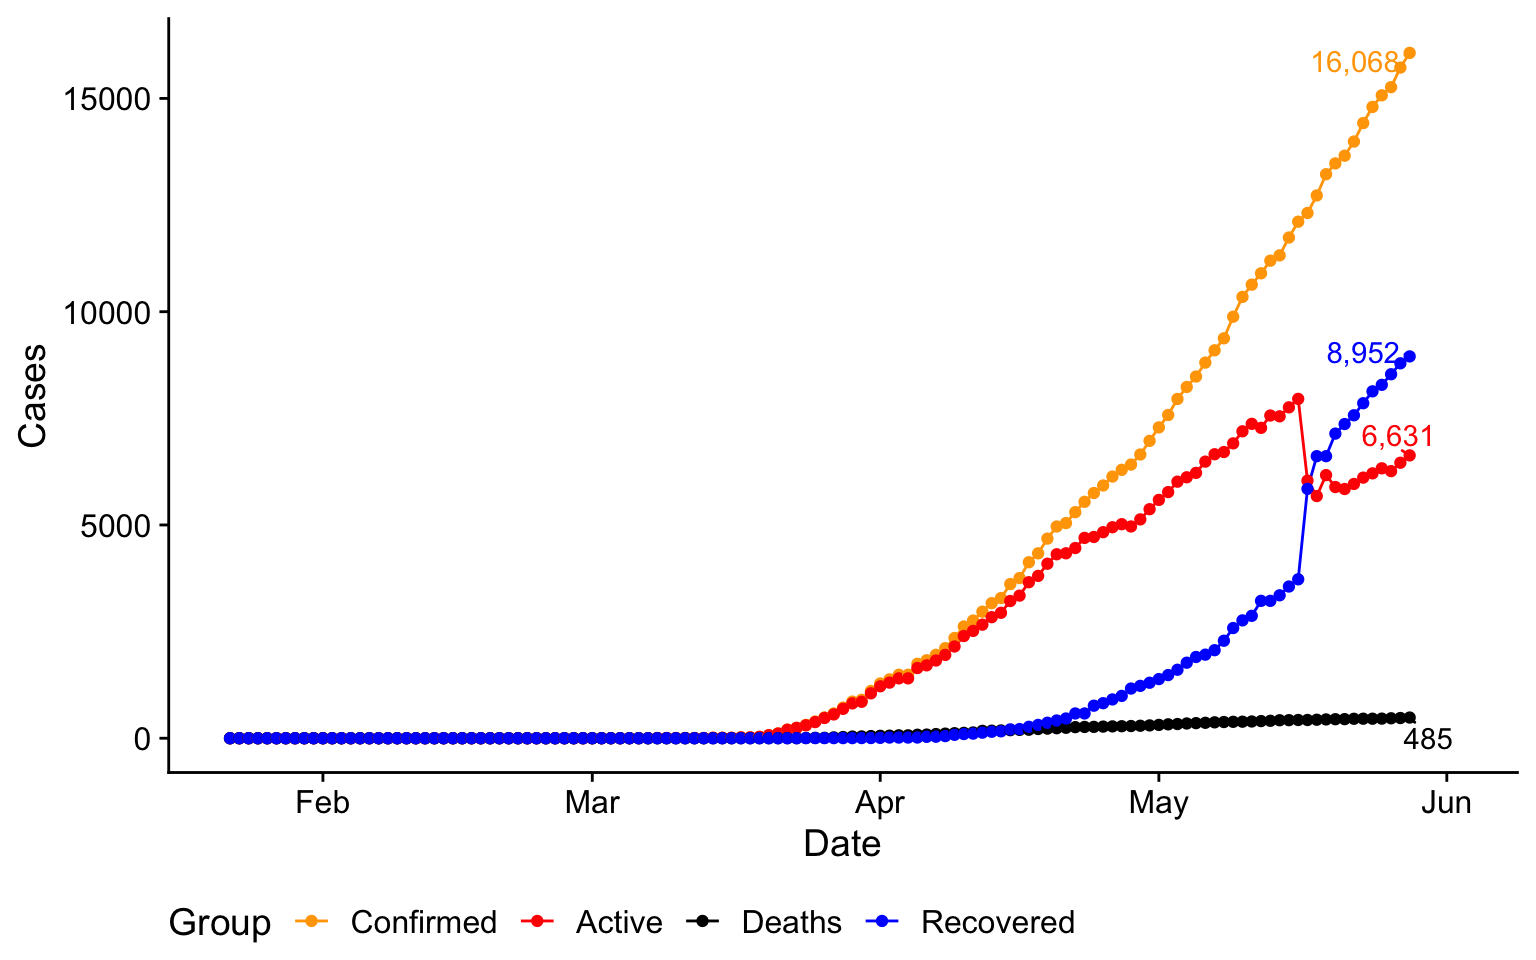 16,068
15000
10000
8,952
6,631
5000
0
485
Cases
Feb Mar Apr May Jun
Date
Group Confirmed Active Deaths Recovered